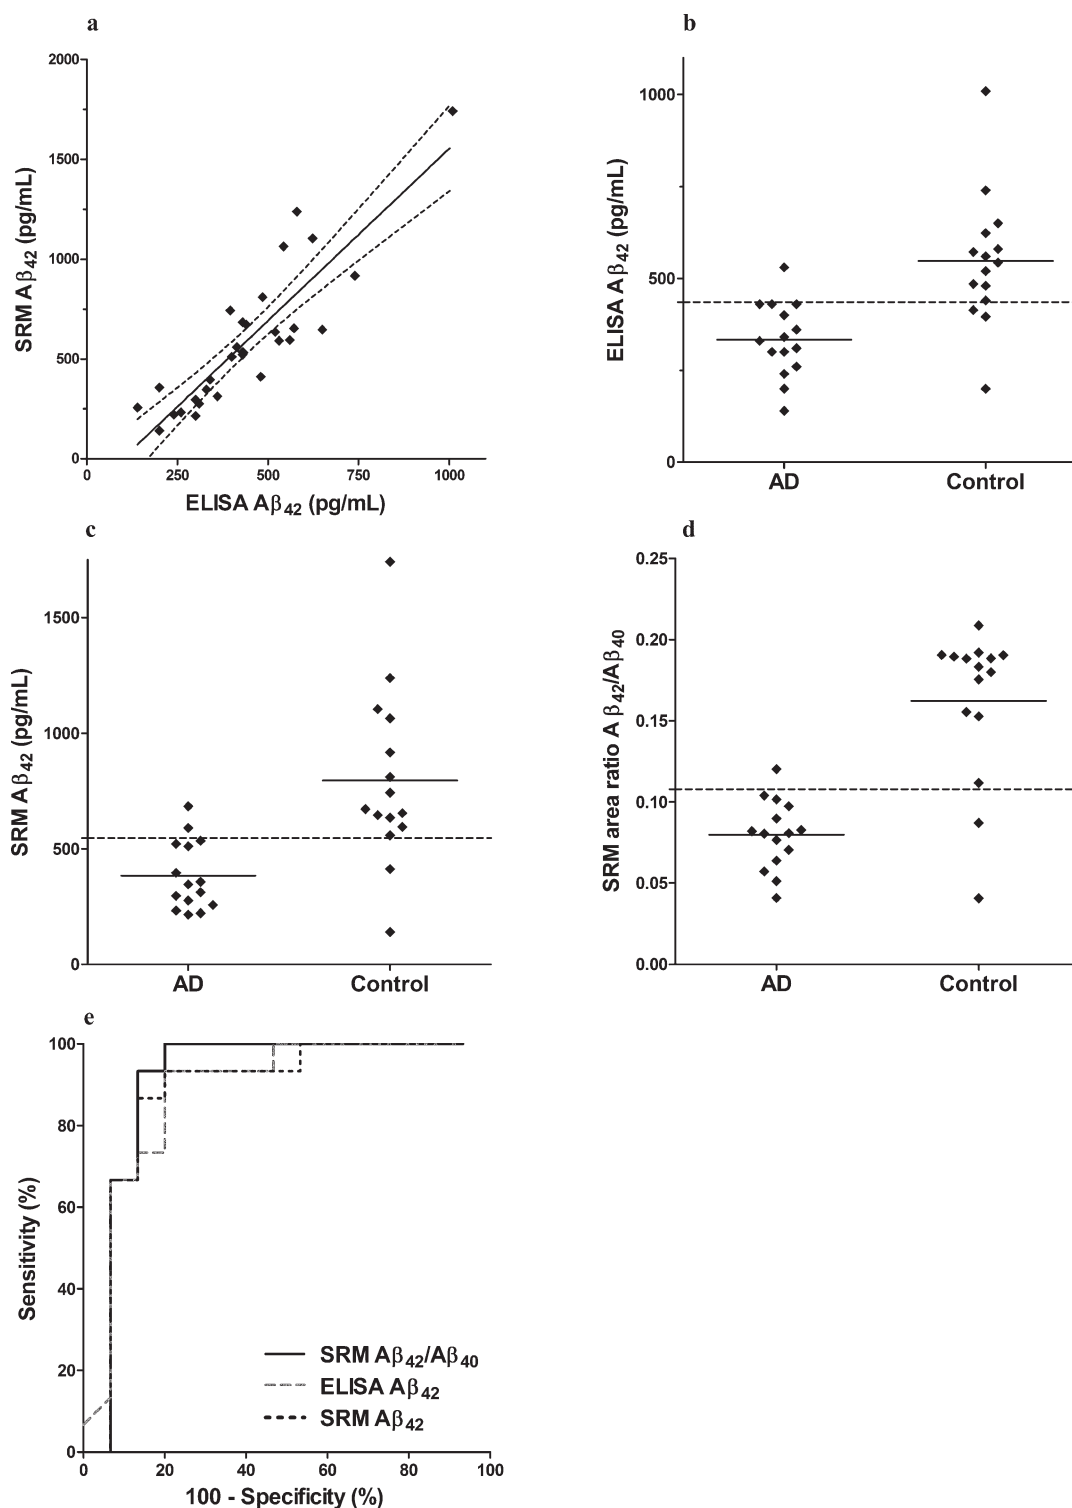 a
2000
1500
1000
500
0
0 250 500 750 1000
SRM Aβ42 (pg/mL)
ELISA Aβ42 (pg/mL)
b
1000
500
0
ELISA Aβ42 (pg/mL)
AD Control
c
1500
1000
500
0
SRM Aβ42 (pg/mL)
AD Control
d
0.25
0.20
0.15
0.10
0.05
0.00
SRM area ratio A β42/Aβ40
AD Control
e
100
80
60
40
20
0
0 20 40 60 80 100
Sensitivity (%)
SRM Aβ42/Aβ40
ELISA Aβ42
SRM Aβ42
100 - Specificity (%)